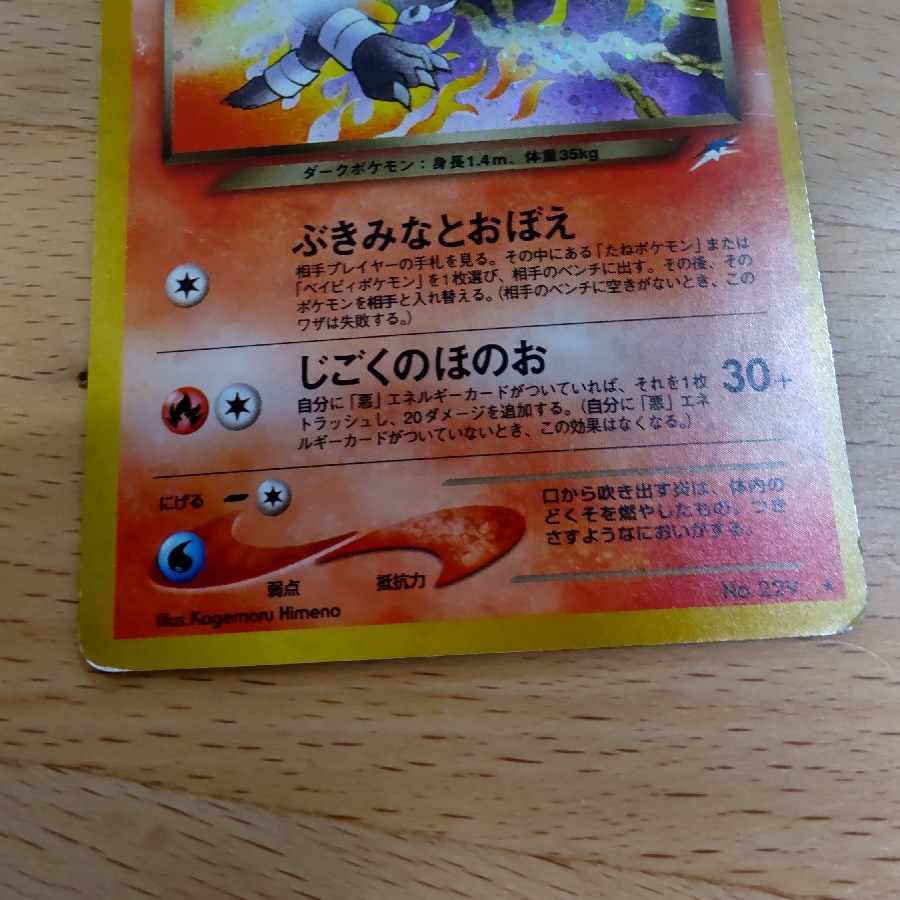 ダークポケモン:身長1.4m、体重35kg
ぶきみなとおぼえ
相手プレイヤーの手札を見る。その中にある「たねポケモン」または
「ベイビィポケモン」を1枚選び、相手のベンチに出す。その後、その
ポケモンを相手と入れ替える。(相手のベンチに空きがないとき、この
ワザは失敗する。)
じごくのほのお
30+
自分に「悪」エネルギーカードがついていれば、それを1枚
トラッシュし、20ダメージを追加する。(自分に「悪」エネ
ルギーカードがついていないとき、この効果はなくなる。)
にげる
口から吹き出す炎は、体内の
どくそを燃やしたもの。つき
さすようなにおいがする。
弱点
抵抗力
No.229
Illus.Kagemaru Himeno